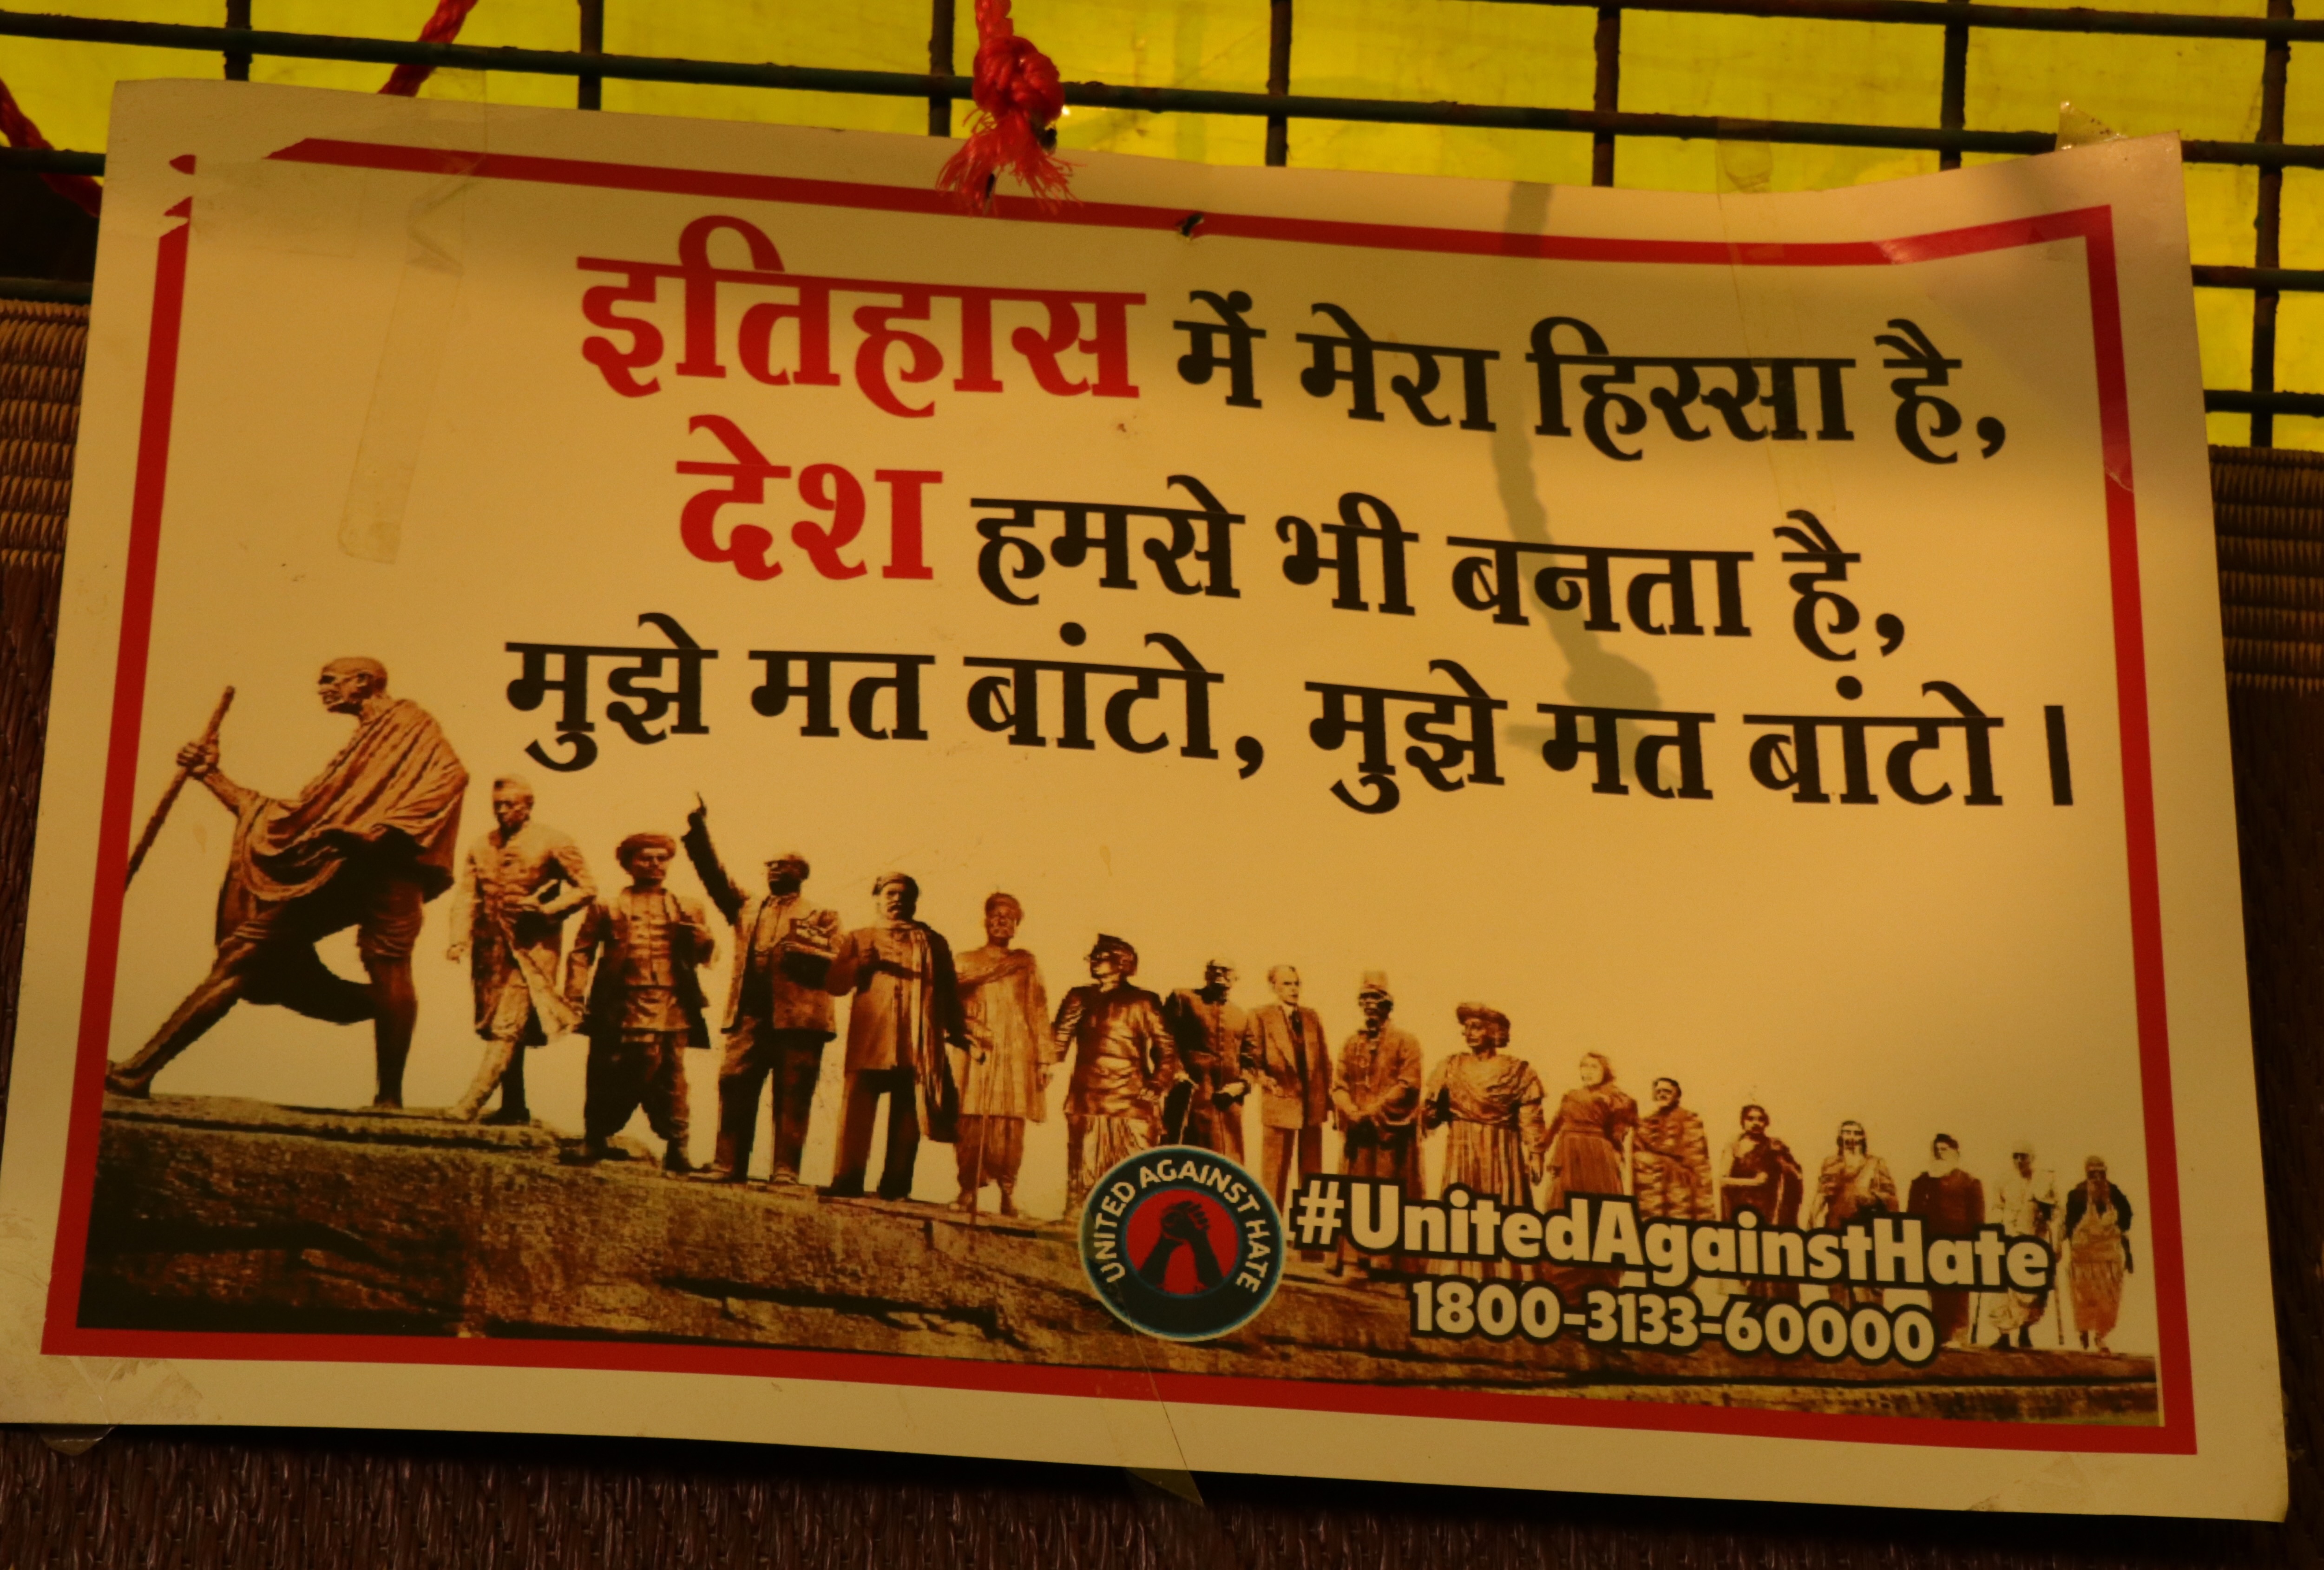 इतिहास में मेरा हिस्सा है,
देश हमसे भी बनता है,
मुझे मत बांटो, मुझे मत बांटो ।
UNITED AGAINST HATE
#UnitedAgainstHate
1800-3133-60000